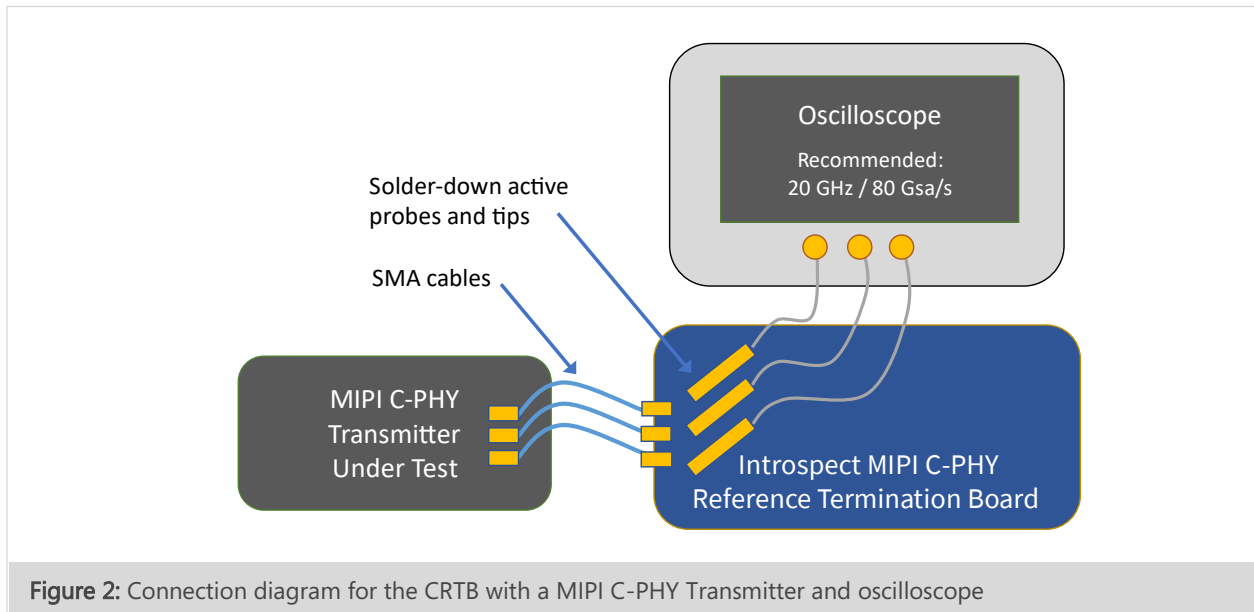 Oscilloscope
Recommended:
20 GHz / 80 Gsa/s
Solder-down active
probes and tips
SMA cables
MIPI C-PHY
Transmitter
Under Test
Introspect MIPI C-PHY
Reference Termination Board
Figure 2: Connection diagram for the CRTB with a MIPI C-PHY Transmitter and oscilloscope